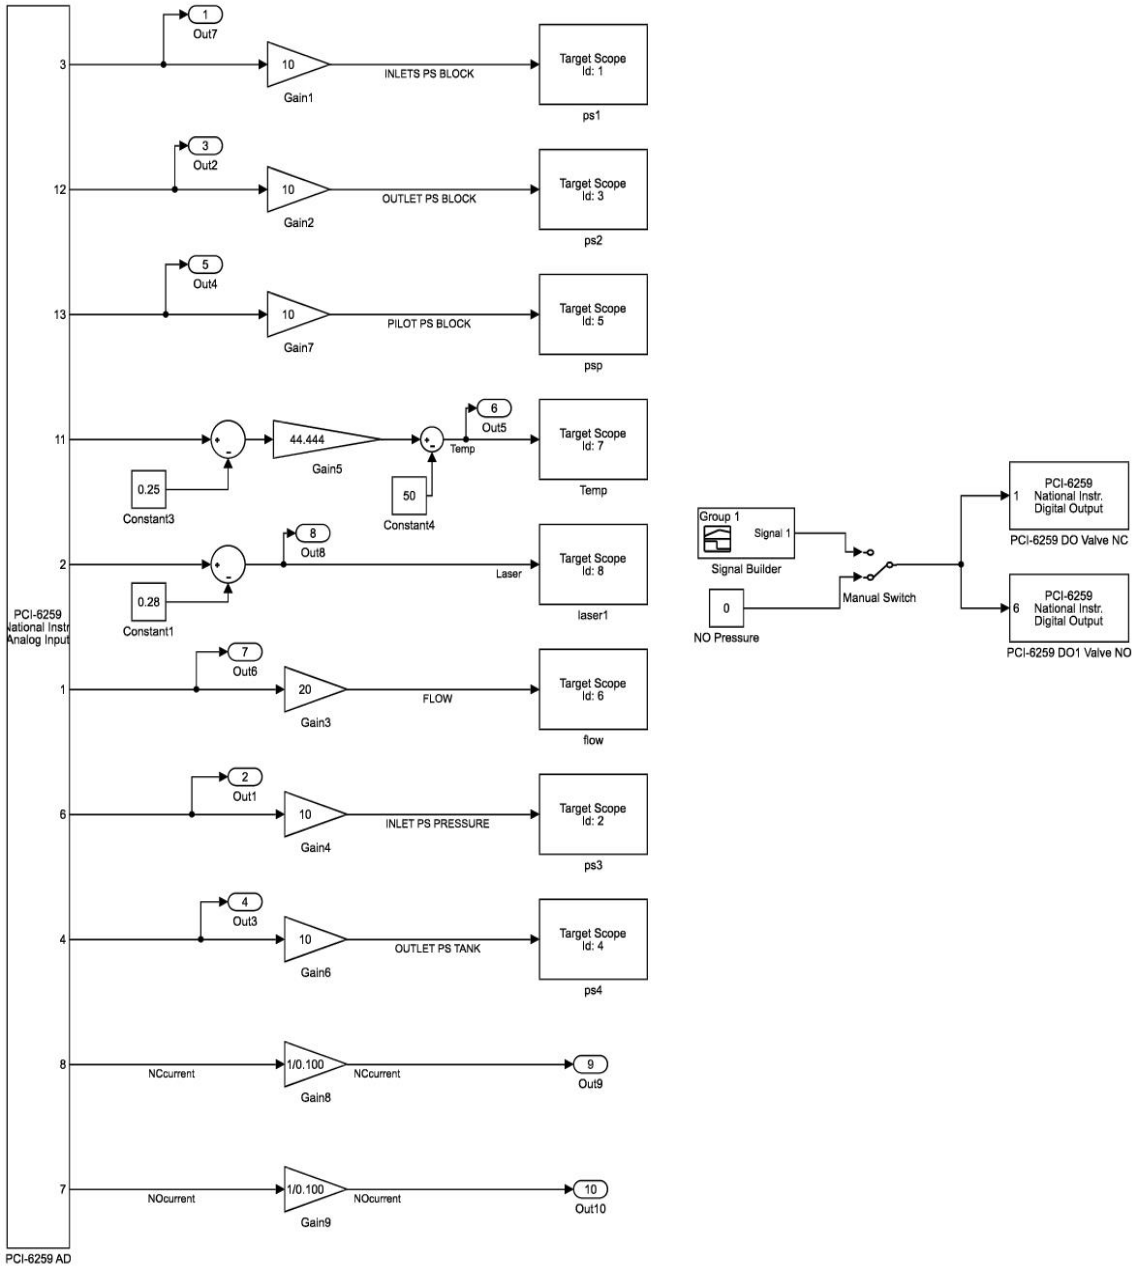 1
Out7
3
10
INLETS PS BLOCK
Gain1
Target Scope
Id: 1
ps1
3
Out2
12
10
OUTLET PS BLOCK
Gain2
Target Scope
Id: 3
ps2
5
Out4
13
10
PILOT PS BLOCK
Gain7
Target Scope
Id: 5
psp
11
0.25
Constant3
44.444
Gain5
50
Constant4
6
Out5
Temp
Target Scope
Id: 7
Temp
2
0.28
Constant1
8
Out8
Laser
Target Scope
Id: 8
laser1
PCI-6259
National Instr.
Analog Input
1
7
Out6
20
Gain3
FLOW
Target Scope
Id: 6
flow
6
2
Out1
10
Gain4
INLET PS PRESSURE
Target Scope
Id: 2
ps3
4
4
Out3
10
Gain6
OUTLET PS TANK
Target Scope
Id: 4
ps4
8
NCcurrent
1/0.100
Gain8
NCcurrent
9
Out9
7
NOcurrent
1/0.100
Gain9
NOcurrent
10
Out10
PCI-6259 AD
Group 1
Signal 1
Signal Builder
0
NO Pressure
Manual Switch
1
PCI-6259
National Instr.
Digital Output
PCI-6259 DO Valve NC
6
PCI-6259
National Instr.
Digital Output
PCI-6259 DO1 Valve NO